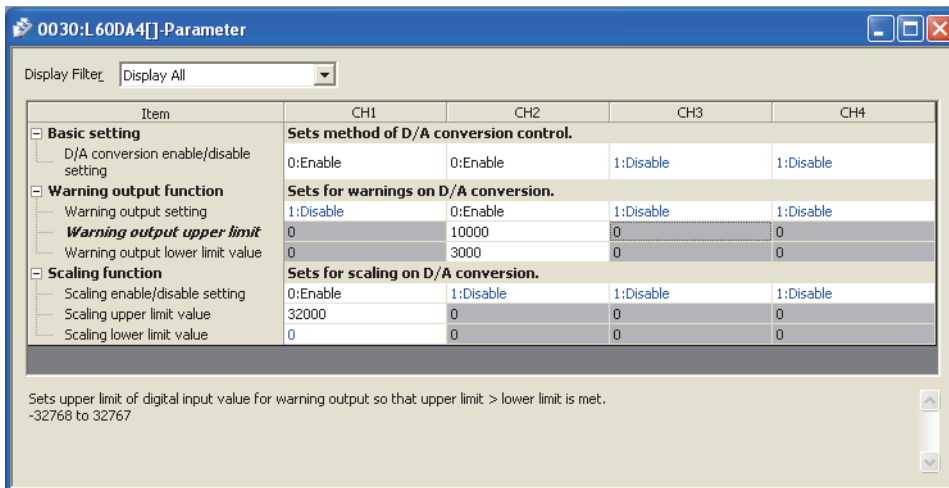 0030:L60DA4[]-Parameter
Display Filter Display All
Item CH1 CH2 CH3 CH4
Basic setting Sets method of D/A conversion control.
D/A conversion enable/disable setting 0:Enable 0:Enable 1:Disable 1:Disable
Warning output function Sets for warnings on D/A conversion.
Warning output setting 1:Disable 0:Enable 1:Disable 1:Disable
Warning output upper limit 0 10000 0 0
Warning output lower limit value 0 3000 0 0
Scaling function Sets for scaling on D/A conversion.
Scaling enable/disable setting 0:Enable 1:Disable 1:Disable 1:Disable
Scaling upper limit value 32000 0 0 0
Scaling lower limit value 0 0 0 0
Sets upper limit of digital input value for warning output so that upper limit > lower limit is met.
-32768 to 32767